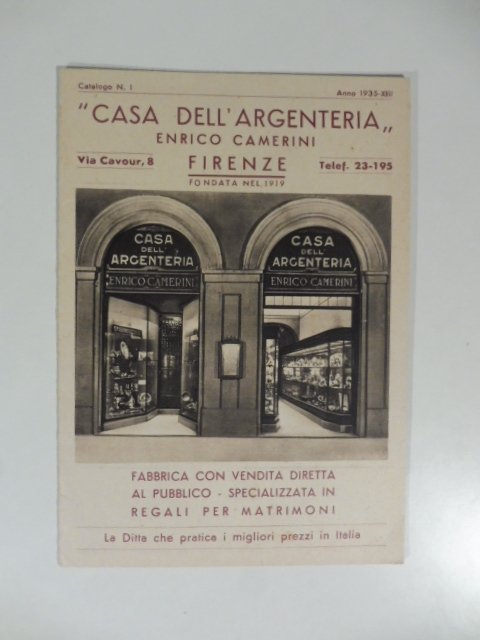 Catalogo N. 1
Anno 1935-XIII
"CASA DELL'ARGENTERIA„
ENRICO CAMERINI
Via Cavour, 8
FIRENZE
Telef. 23-195
FONDATA NEL 1919
CASA
DELL'
ARGENTERIA
ENRICO CAMERINI
CASA
DELL'
ARGENTERIA
ENRICO CAMERINI
FABBRICA CON VENDITA DIRETTA
AL PUBBLICO - SPECIALIZZATA IN
REGALI PER MATRIMONI
La Ditta che pratica i migliori prezzi in Italia